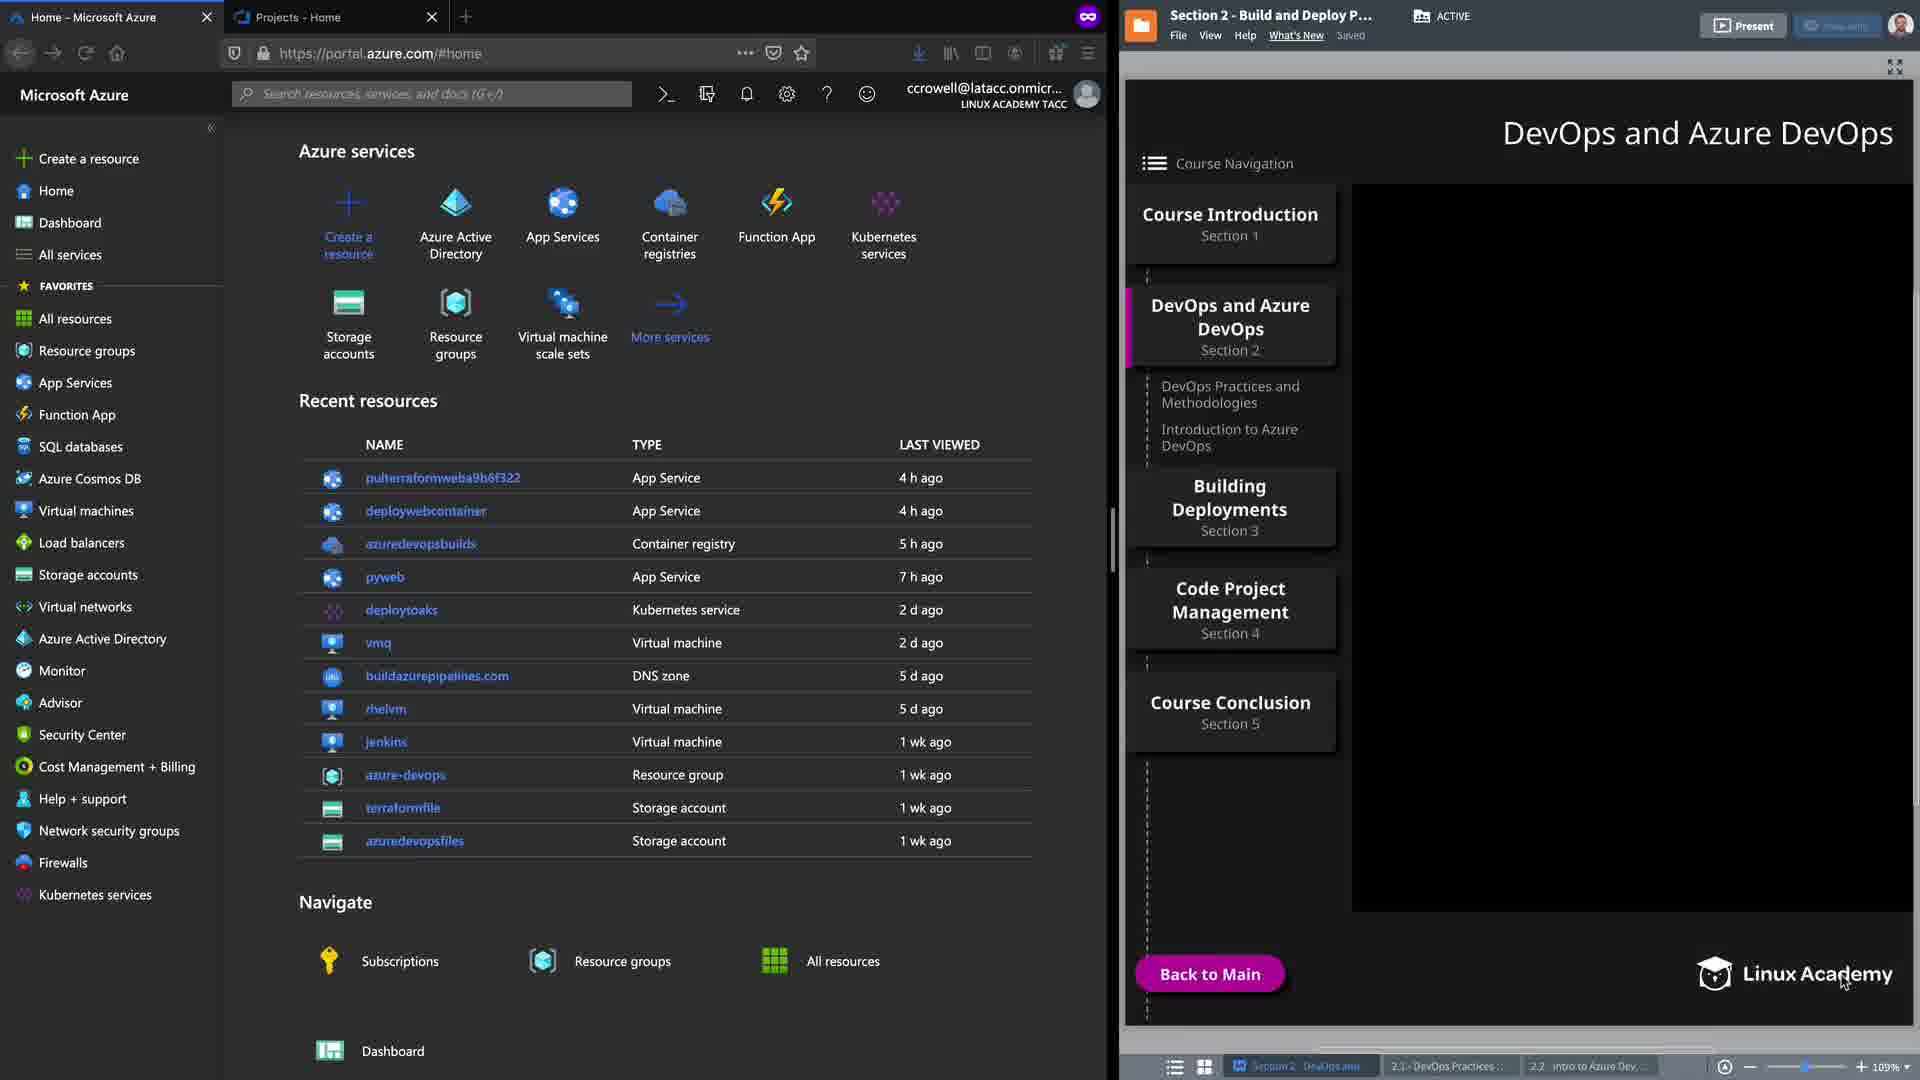 Home - Microsoft Azure
Projects - Home
https://portal.azure.com/#home
Microsoft Azure
Search resources, services, and docs (G+/)
ccrowell@latacc.onmicr...
LINUX ACADEMY TACC
Create a resource
Home
Dashboard
All services
FAVORITES
All resources
Resource groups
App Services
Function App
SQL databases
Azure Cosmos DB
Virtual machines
Load balancers
Storage accounts
Virtual networks
Azure Active Directory
Monitor
Advisor
Security Center
Cost Management + Billing
Help + support
Network security groups
Firewalls
Kubernetes services
Azure services
Create a
resource
Azure Active
Directory
App Services
Container
registries
Function App
Kubernetes
services
Storage
accounts
Resource
groups
Virtual machine
scale sets
More services
Recent resources
NAME TYPE LAST VIEWED
pulterraformweba9b6f322 App Service 4 h ago
deploywebcontainer App Service 4 h ago
azuredevopsbuilds Container registry 5 h ago
pyweb App Service 7 h ago
deploytoaks Kubernetes service 2 d ago
vmq Virtual machine 2 d ago
buildazurepipelines.com DNS zone 5 d ago
rhelvm Virtual machine 5 d ago
jenkins Virtual machine 1 wk ago
azure-devops Resource group 1 wk ago
terraformfile Storage account 1 wk ago
azuredevopsfiles Storage account 1 wk ago
Navigate
Subscriptions
Resource groups
All resources
Dashboard
Section 2 - Build and Deploy P...
ACTIVE
File View Help What's New Saved
Present
DevOps and Azure DevOps
Course Navigation
Course Introduction
Section 1
DevOps and Azure
DevOps
Section 2
DevOps Practices and
Methodologies
Introduction to Azure
DevOps
Building
Deployments
Section 3
Code Project
Management
Section 4
Course Conclusion
Section 5
Back to Main
Linux Academy
Section 2 - DevOps and
2.1 - DevOps Practices ...
2.2 - Intro to Azure Dev...
109%